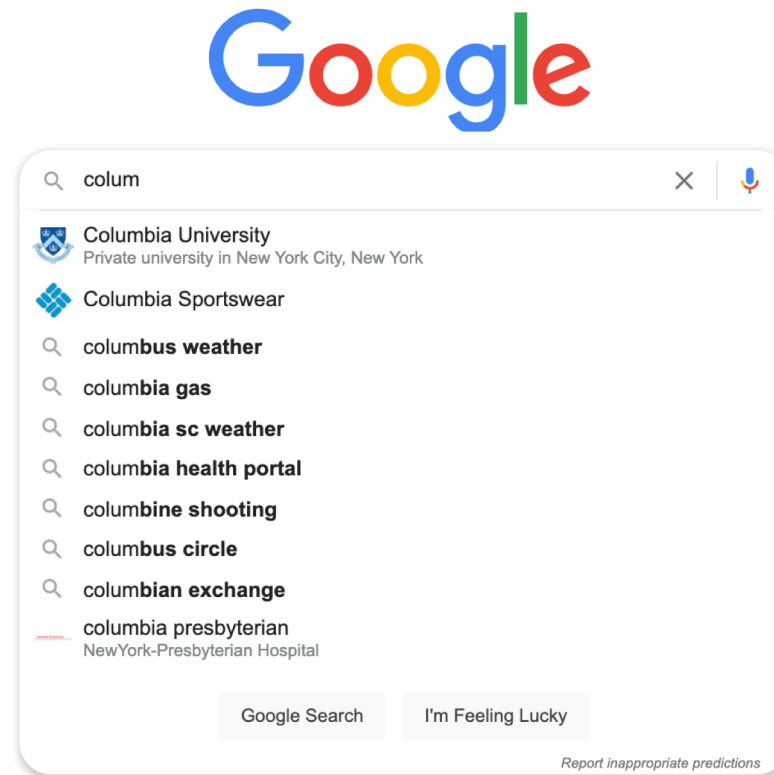 Google
colum
Columbia University
Private university in New York City, New York
Columbia Sportswear
columbus weather
columbia gas
columbia sc weather
columbia health portal
columbine shooting
columbus circle
columbian exchange
columbia presbyterian
NewYork-Presbyterian Hospital
Google Search
I'm Feeling Lucky
Report inappropriate predictions